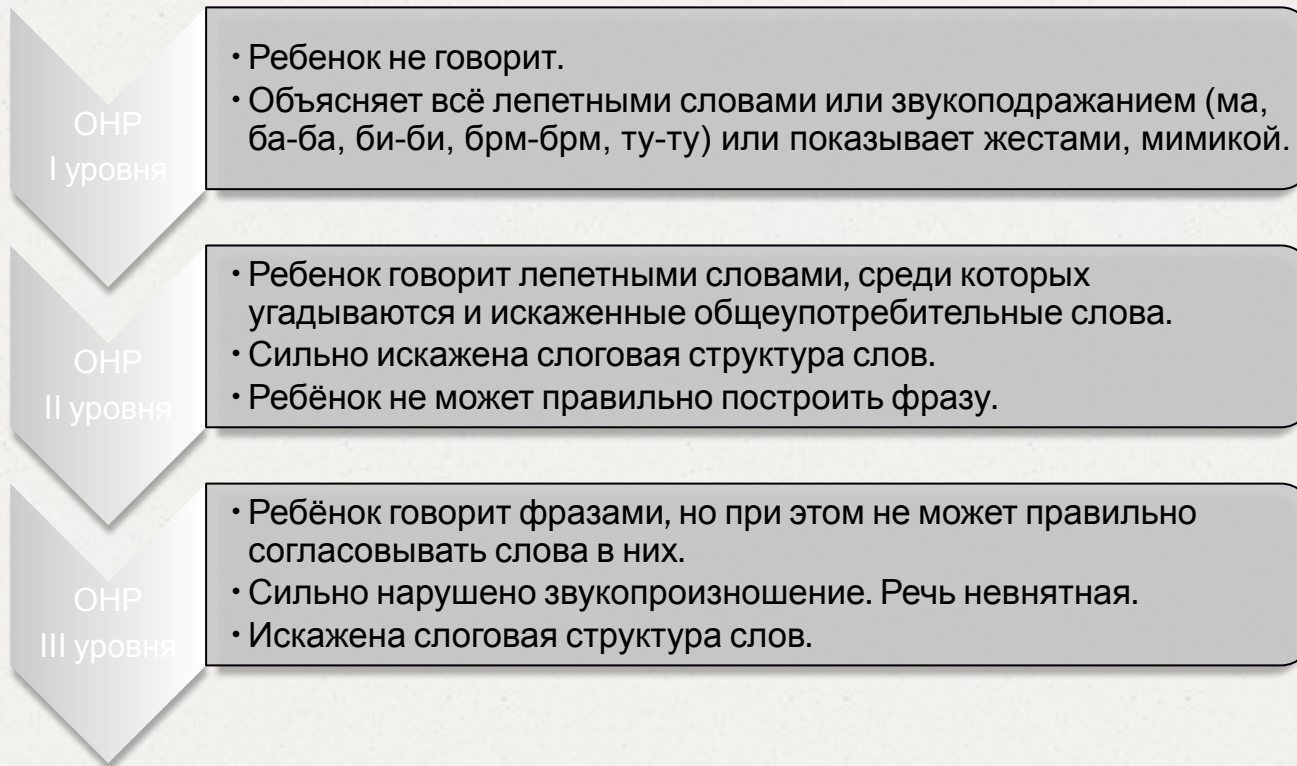 ОНР
I уровня
• Ребенок не говорит.
• Объясняет всё лепетными словами или звукоподражанием (ма,
ба-ба, би-би, брм-брм, ту-ту) или показывает жестами, мимикой.
ОНР
II уровня
• Ребенок говорит лепетными словами, среди которых
угадываются и искаженные общеупотребительные слова.
• Сильно искажена слоговая структура слов.
• Ребёнок не может правильно построить фразу.
ОНР
III уровня
• Ребёнок говорит фразами, но при этом не может правильно
согласовывать слова в них.
• Сильно нарушено звукопроизношение. Речь невнятная.
• Искажена слоговая структура слов.